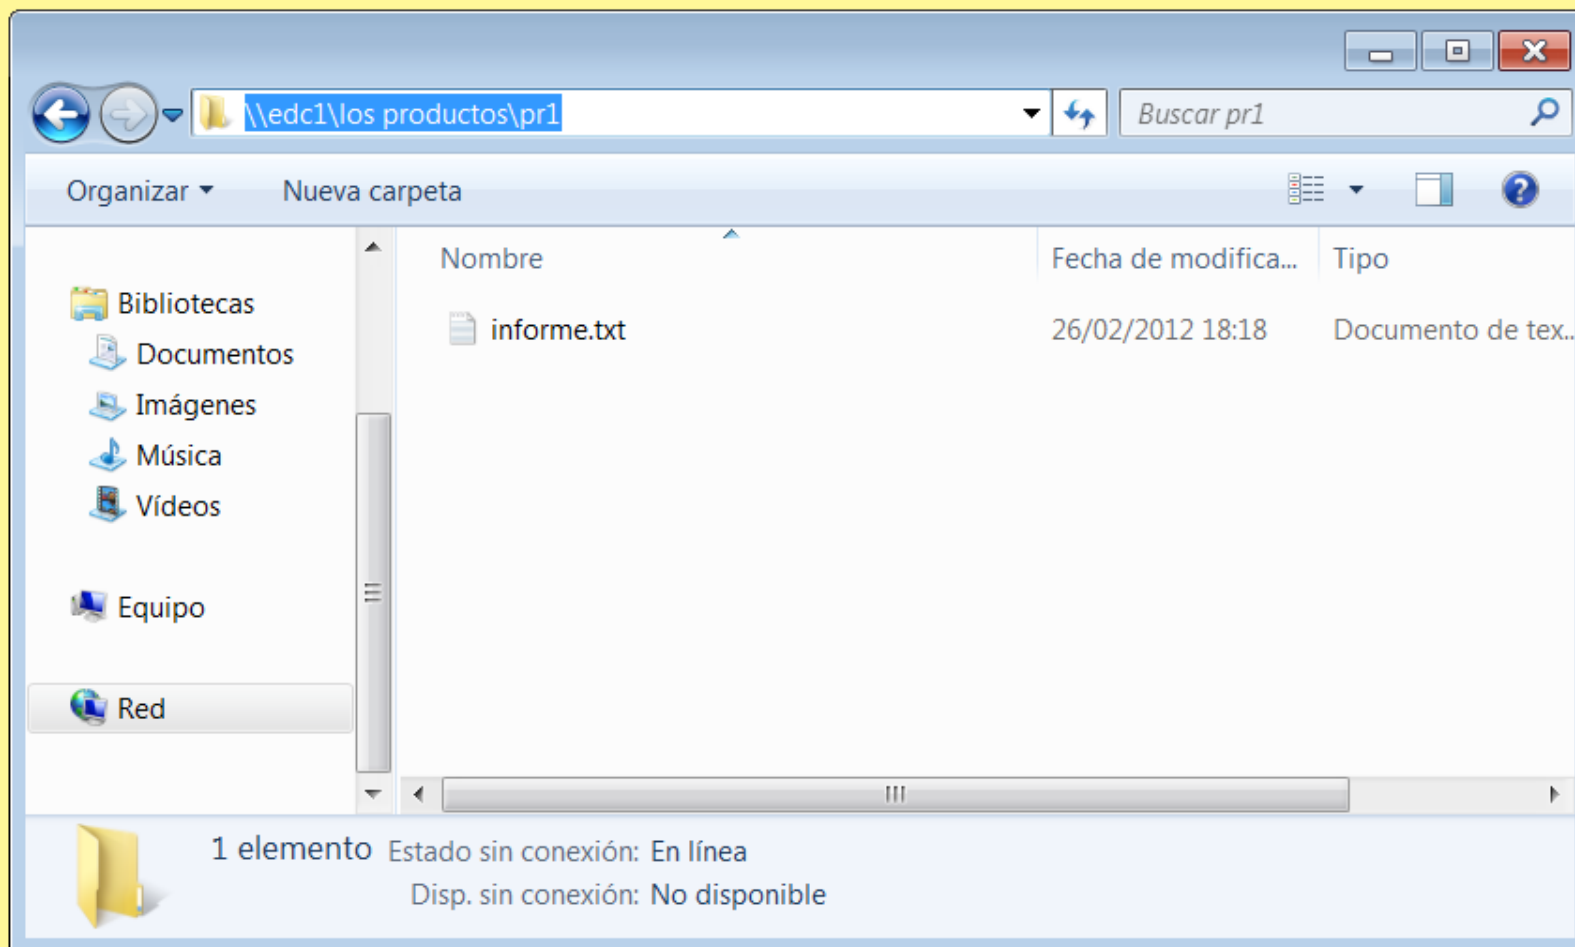 \\edc1\los productos\pr1
Buscar pr1
Organizar
Nueva carpeta
Nombre
Fecha de modifica...
Tipo
Bibliotecas
Documentos
Imágenes
Música
Vídeos
Equipo
Red
informe.txt
26/02/2012 18:18
Documento de tex...
1 elemento
Estado sin conexión: En línea
Disp. sin conexión: No disponible